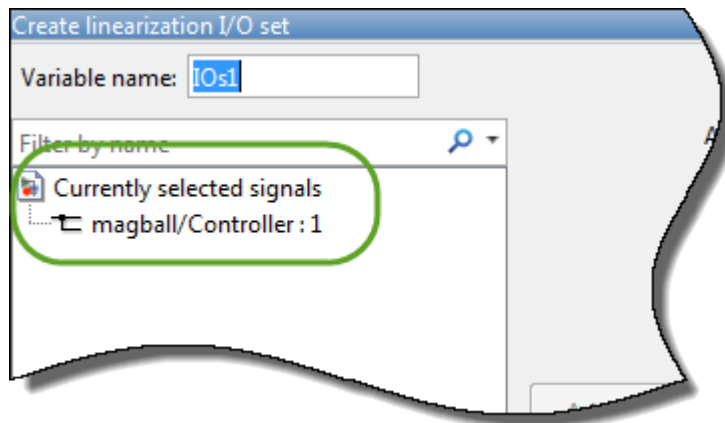 Create linearization I/O set
Variable name: IOs1
Filter by name
Currently selected signals
magball/Controller : 1